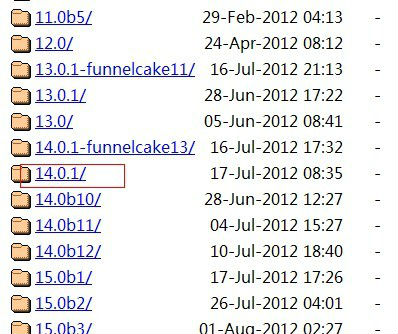 11.0b5/ 29-Feb-2012 04:13 -
12.0/ 24-Apr-2012 08:12 -
13.0.1-funnelcake11/ 16-Jul-2012 21:13 -
13.0.1/ 28-Jun-2012 17:22 -
13.0/ 05-Jun-2012 08:41 -
14.0.1-funnelcake13/ 16-Jul-2012 17:32 -
14.0.1/ 17-Jul-2012 08:35 -
14.0b10/ 28-Jun-2012 12:27 -
14.0b11/ 04-Jul-2012 15:27 -
14.0b12/ 10-Jul-2012 18:40 -
15.0b1/ 17-Jul-2012 17:26 -
15.0b2/ 26-Jul-2012 04:01 -
15.0b3/ 01-Aug-2012 02:27 -